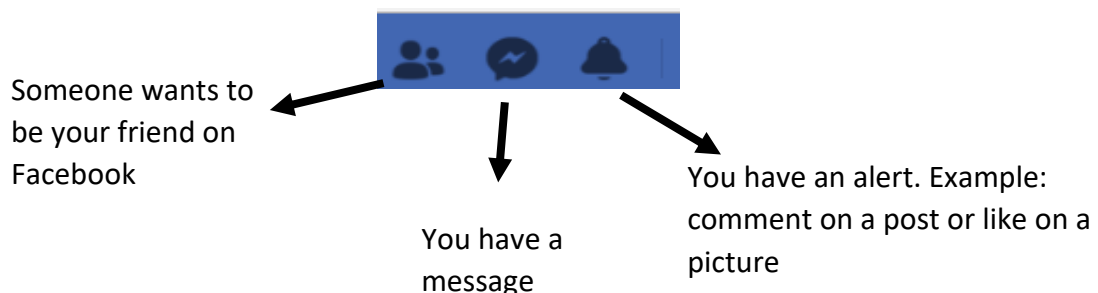 Someone wants to
be your friend on
Facebook
You have a
message
You have an alert. Example:
comment on a post or like on a
picture